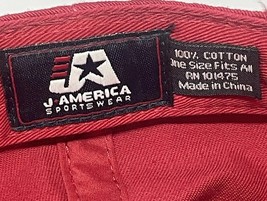 J★AMERICA
SPORTSWEAR
100% COTTON
One Size Fits All
RN 101475
Made in China